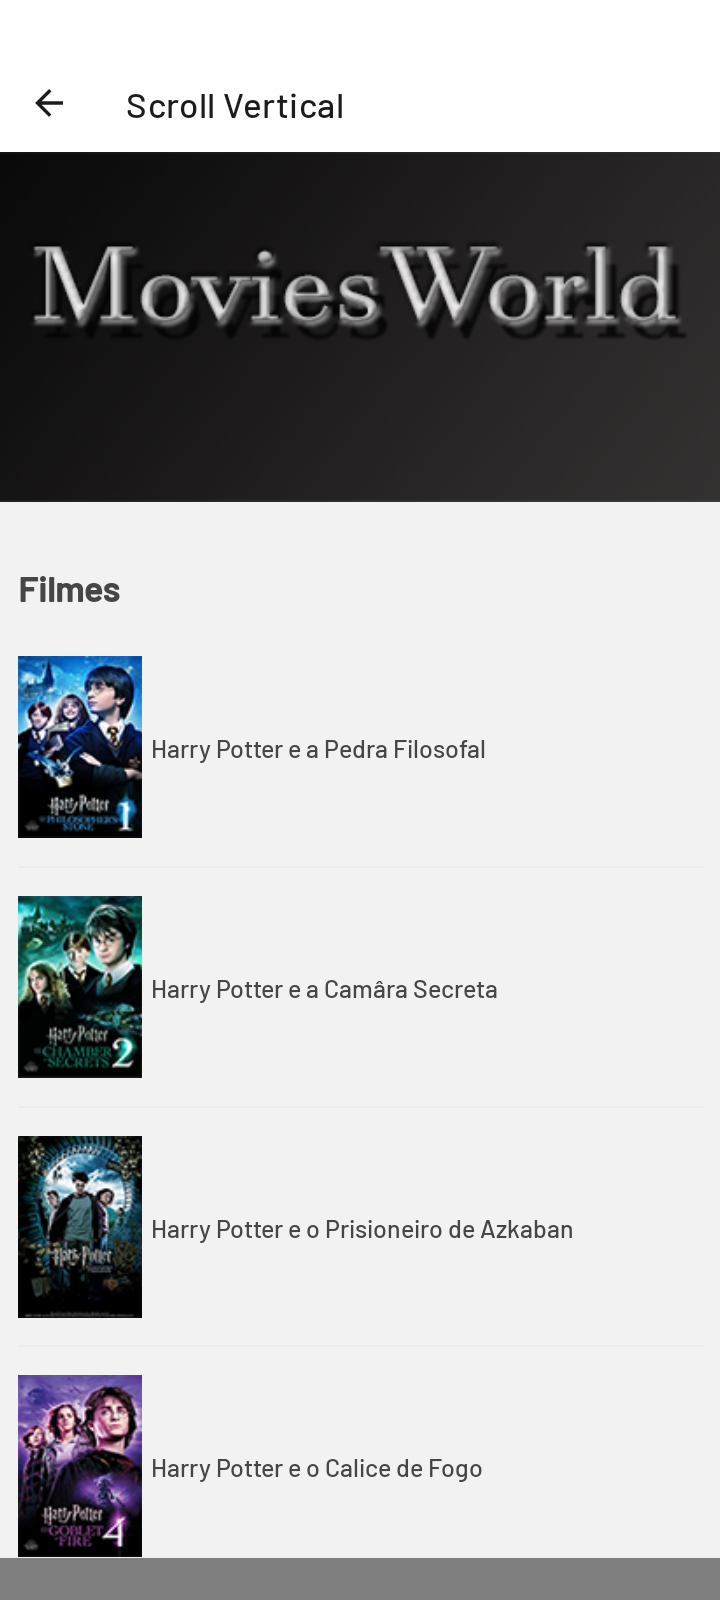 Scroll Vertical
MoviesWorld
Filmes
Harry Potter
PHILOSOPHER'S
STONE
1
Harry Potter e a Pedra Filosofal
Harry Potter
CHAMBER
SECRETS
2
Harry Potter e a Camâra Secreta
Harry Potter
Harry Potter e o Prisioneiro de Azkaban
Harry Potter
GOBLET
FIRE
4
Harry Potter e o Calice de Fogo